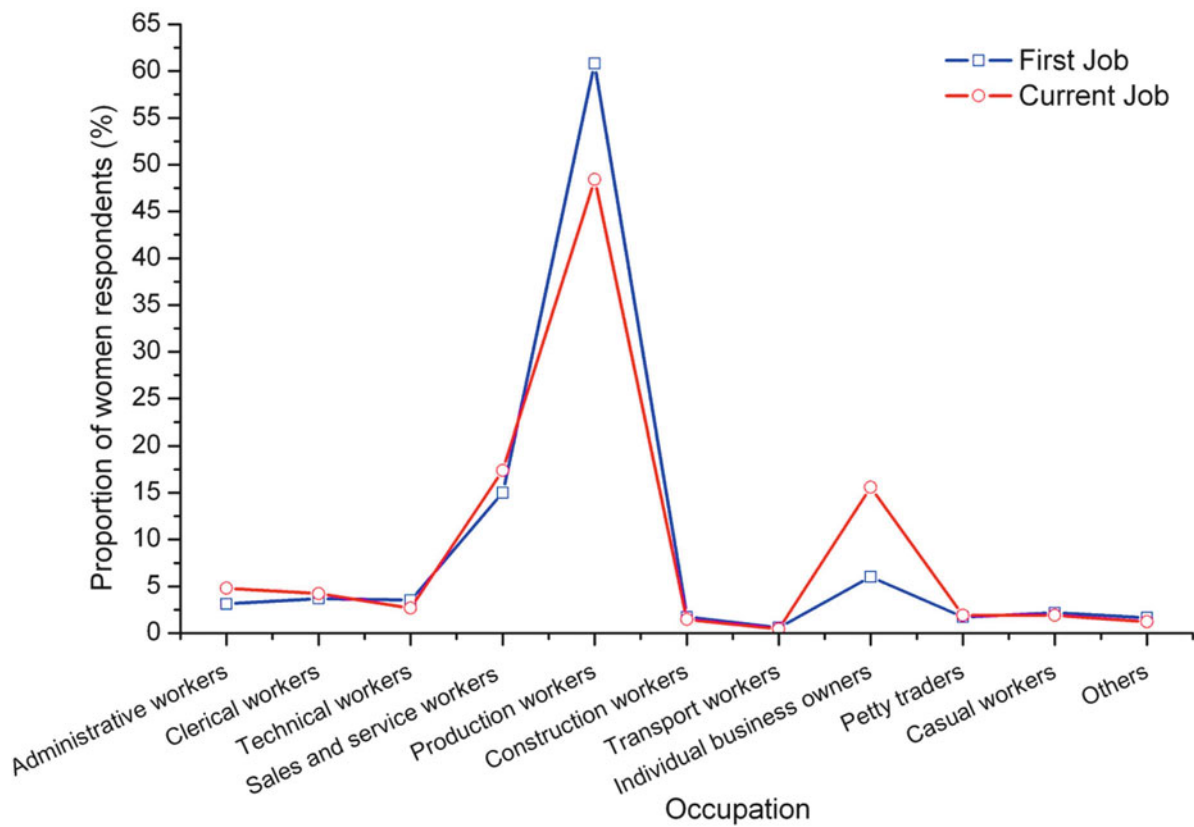 65
60
55
50
45
40
35
30
25
20
15
10
5
0
Proportion of women respondents (%)
First Job
Current Job
Administrative workers
Clerical workers
Technical workers
Sales and service workers
Production workers
Construction workers
Transport workers
Individual business owners
Petty traders
Casual workers
Others
Occupation